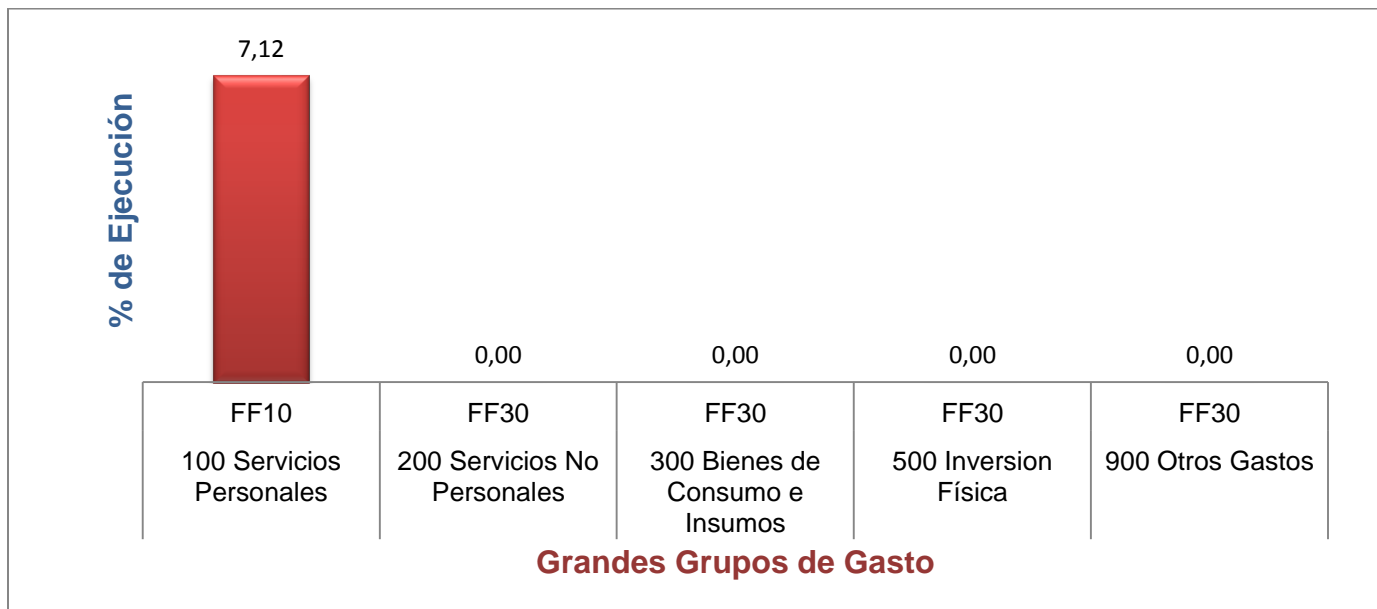 7,12
% de Ejecución
0,00
0,00
0,00
0,00
FF10
FF30
FF30
FF30
FF30
100 Servicios
Personales
200 Servicios No
Personales
300 Bienes de
Consumo e
Insumos
500 Inversion
Física
900 Otros Gastos
Grandes Grupos de Gasto